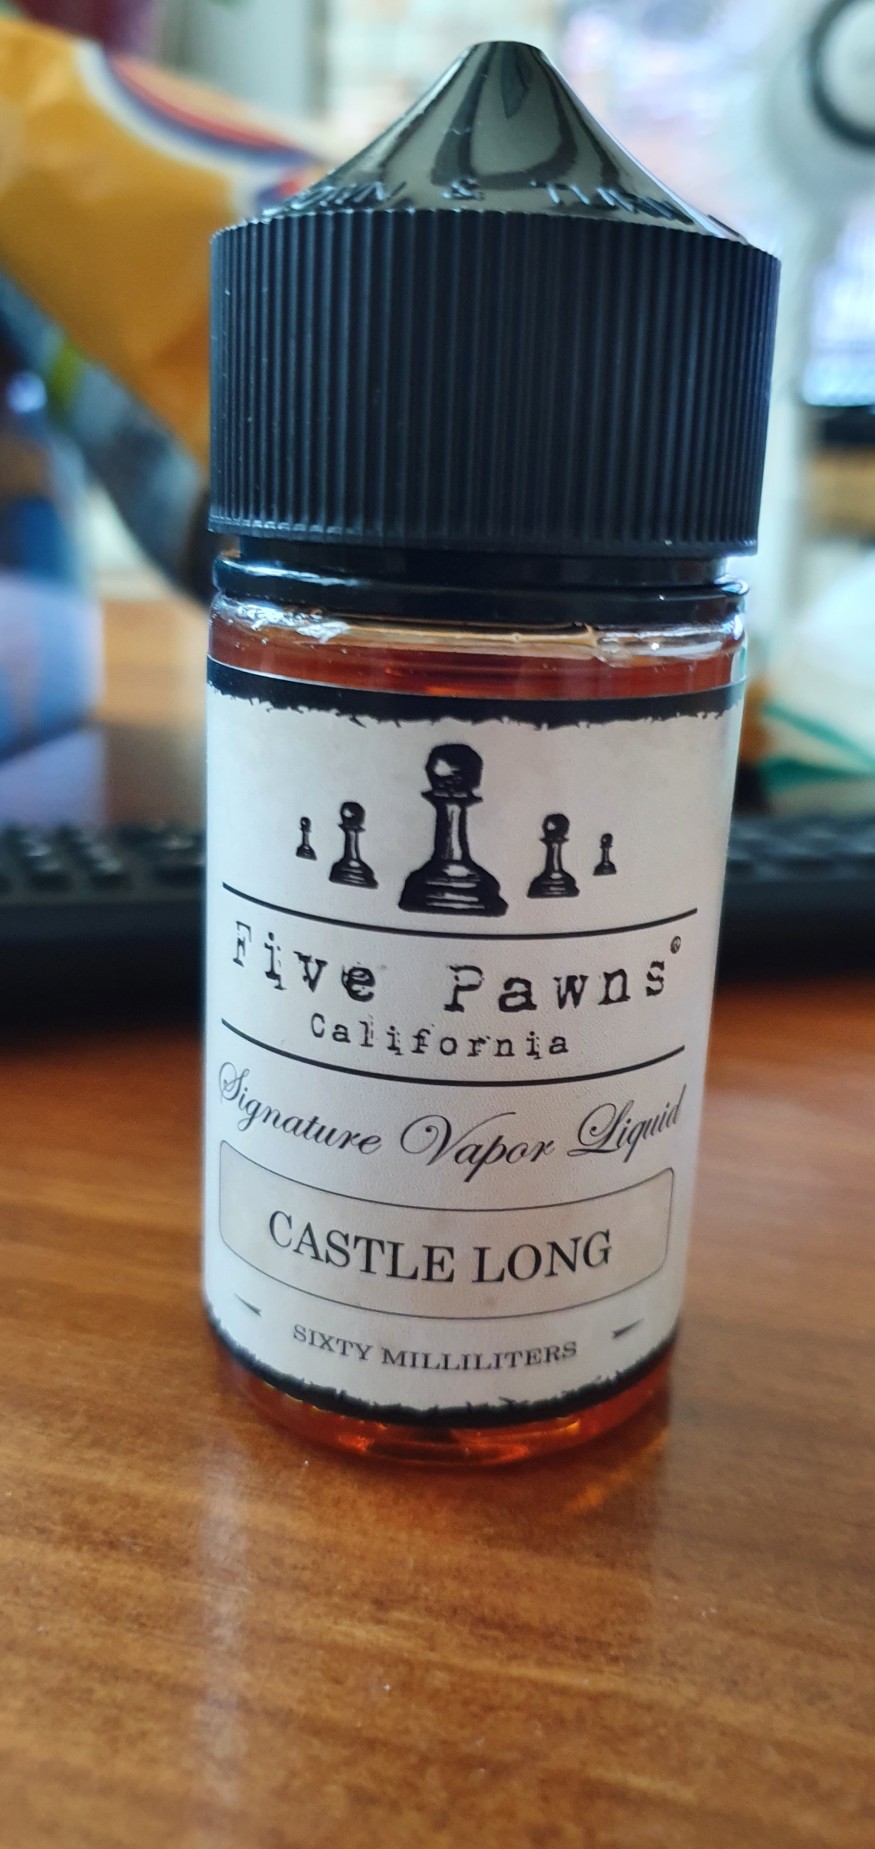 & 
Five Pawns®
California
Signature Vapor Liquid
CASTLE LONG
SIXTY MILLILITERS